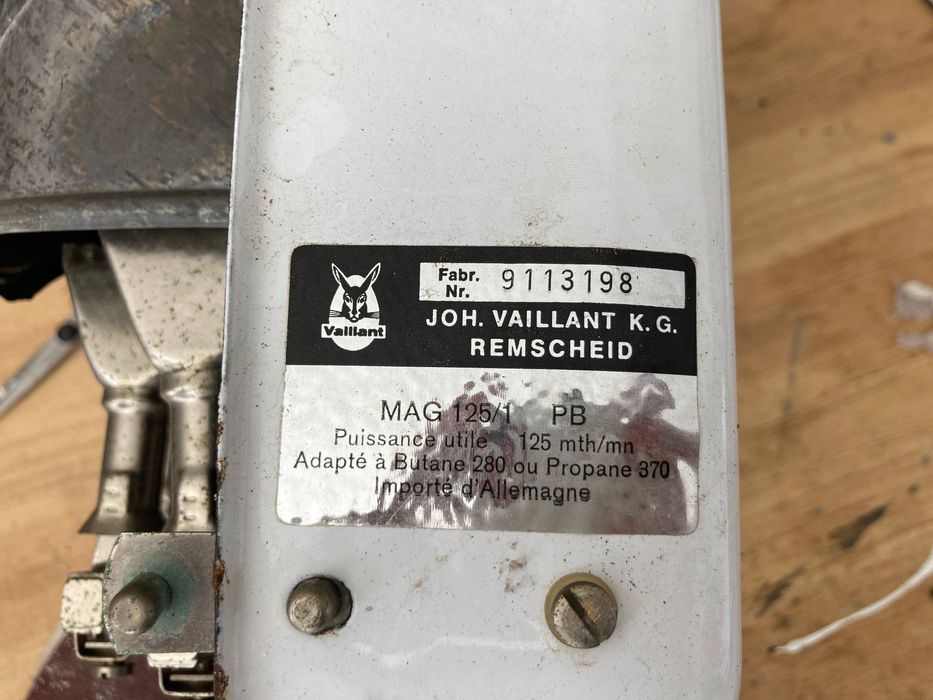 Vaillant
Fabr. Nr. 9113198
JOH. VAILLANT K.G.
REMSCHEID
MAG 125/1 PB
Puissance utile 125 mth/mn
Adapté à Butane 280 ou Propane 370
Importé d'Allemagne